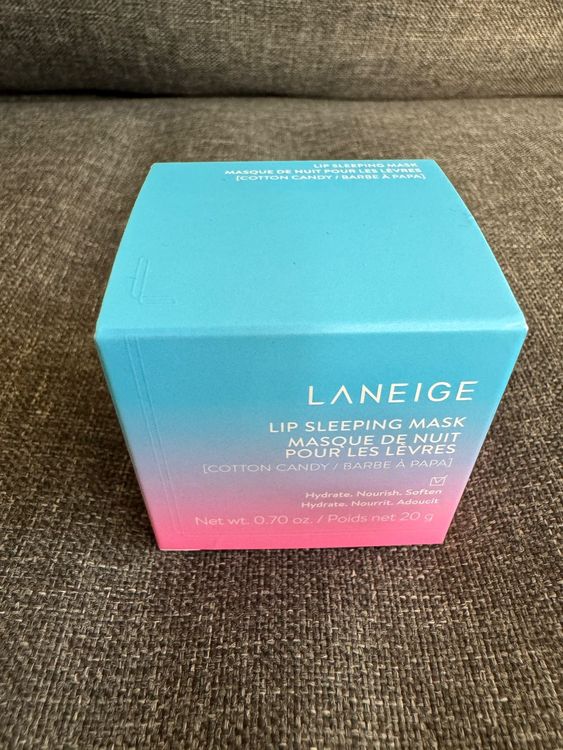 LIP SLEEPING MASK
MASQUE DE NUIT POUR LES LÈVRES
[COTTON CANDY / BARBE À PAPA]
LANEIGE
LIP SLEEPING MASK
MASQUE DE NUIT
POUR LES LÈVRES
[COTTON CANDY / BARBE À PAPA]
Hydrate. Nourish. Soften
Hydrate. Nourrit. Adoucit
Net wt. 0.70 oz. / Poids net 20 g